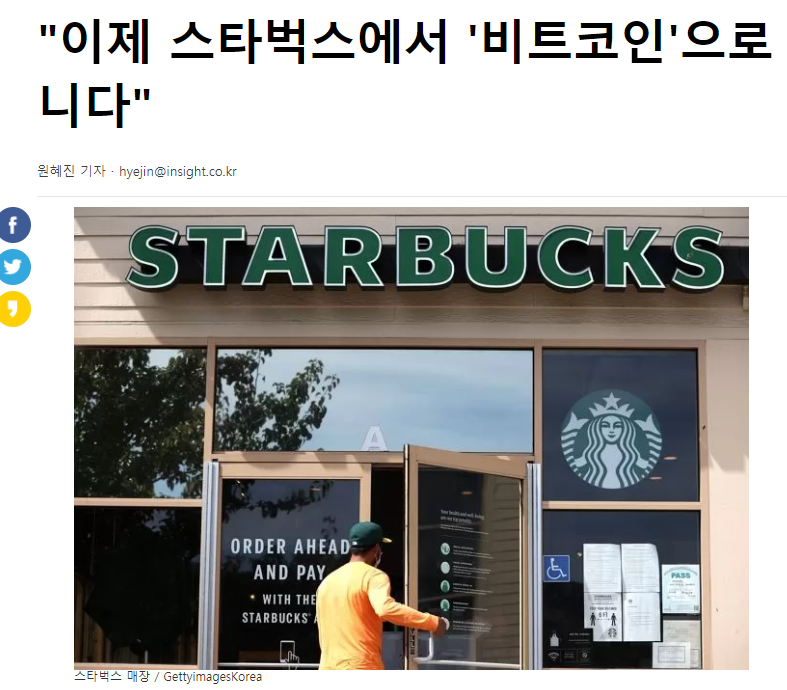 "이제 스타벅스에서 '비트코인'으로
니다"
원혜진 기자 · hyejin@insight.co.kr
STARBUCKS
A
ORDER AHEAD
AND PAY
WITH THE
STARBUCKS
PASS
스타벅스 매장 / GettyimagesKorea